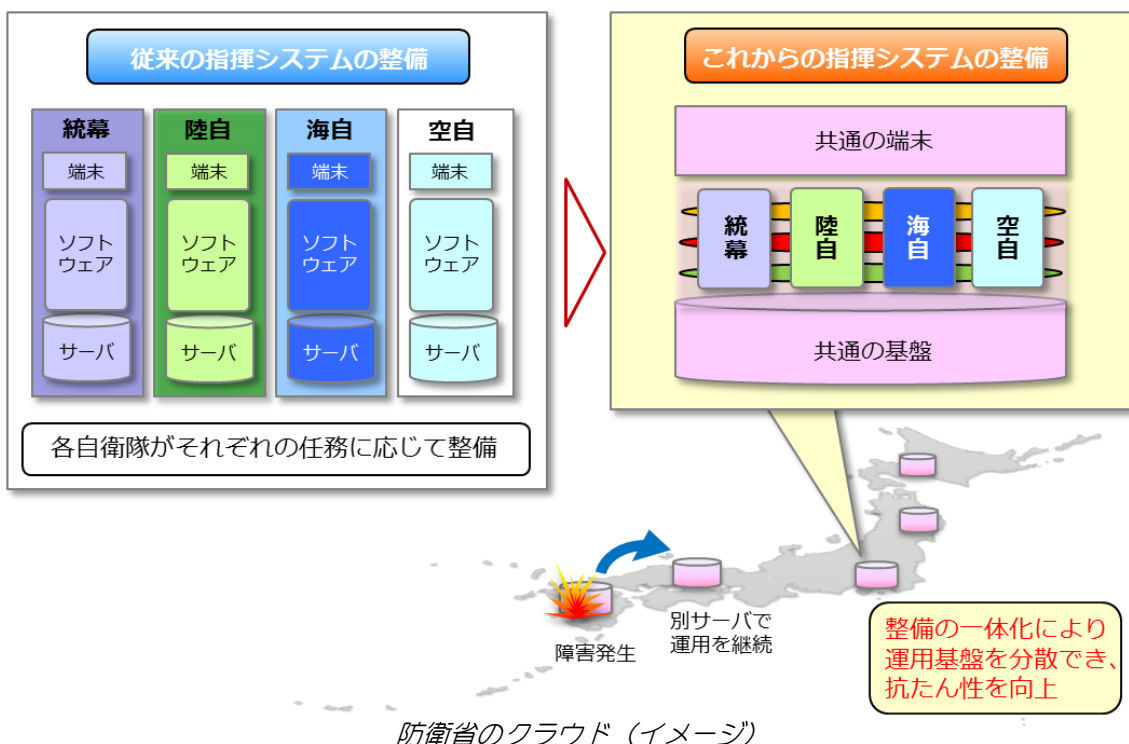 従来の指揮システムの整備
統幕
陸自
海自
空自
端末
端末
端末
端末
ソフト
ウェア
ソフト
ウェア
ソフト
ウェア
ソフト
ウェア
サーバ
サーバ
サーバ
サーバ
各自衛隊がそれぞれの任務に応じて整備
これからの指揮システムの整備
共通の端末
統幕
陸自
海自
空自
共通の基盤
障害発生
別サーバで
運用を継続
整備の一体化により
運用基盤を分散でき、
抗たん性を向上
防衛省のクラウド（イメージ）